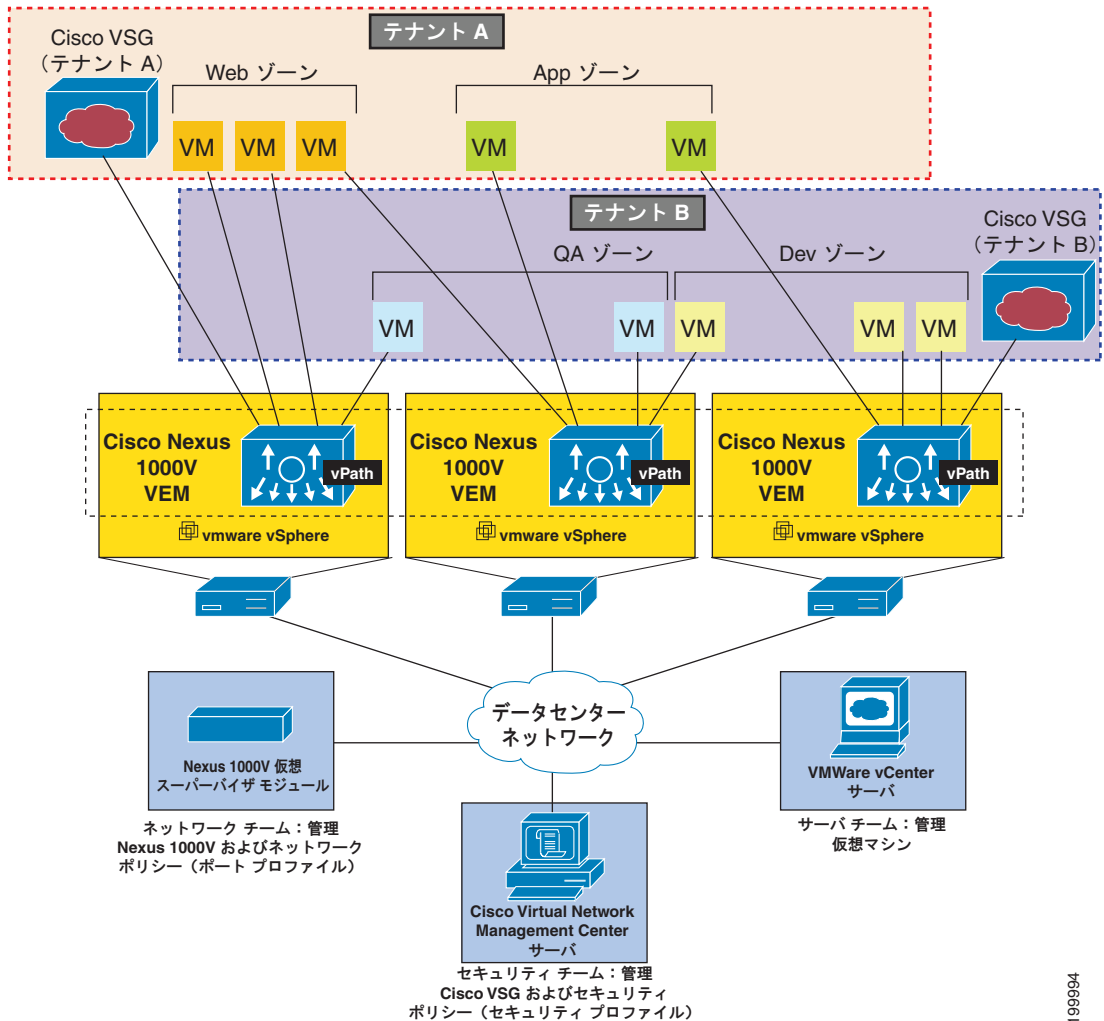 テナント A
Cisco VSG
（テナント A）
Web ゾーン
App ゾーン
VM
VM
VM
VM
VM
テナント B
Cisco VSG
（テナント B）
QA ゾーン
Dev ゾーン
VM
VM
VM
VM
VM
Cisco Nexus
1000V
VEM
vPath
vmware vSphere
Cisco Nexus
1000V
VEM
vPath
vmware vSphere
Cisco Nexus
1000V
VEM
vPath
vmware vSphere
データセンター
ネットワーク
Nexus 1000V 仮想
スーパーバイザ モジュール
ネットワーク チーム：管理
Nexus 1000V およびネットワーク
ポリシー（ポート プロファイル）
VMWare vCenter
サーバ
サーバ チーム：管理
仮想マシン
Cisco Virtual Network
Management Center
サーバ
セキュリティ チーム：管理
Cisco VSG およびセキュリティ
ポリシー（セキュリティ プロファイル）
199994